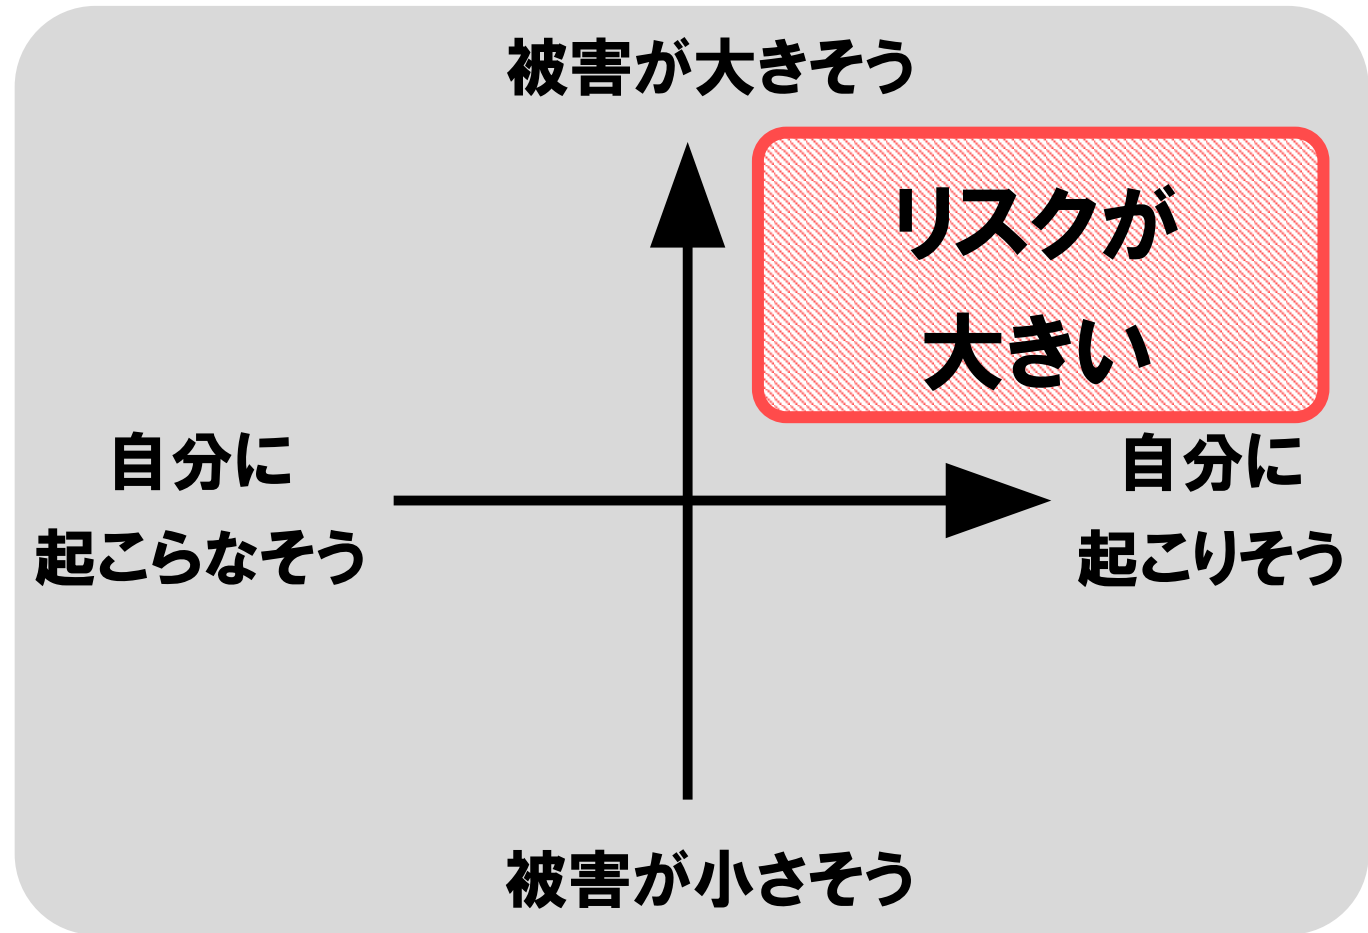 被害が大きそう
リスクが
大きい
自分に
起こらなそう
自分に
起こりそう
被害が小さそう